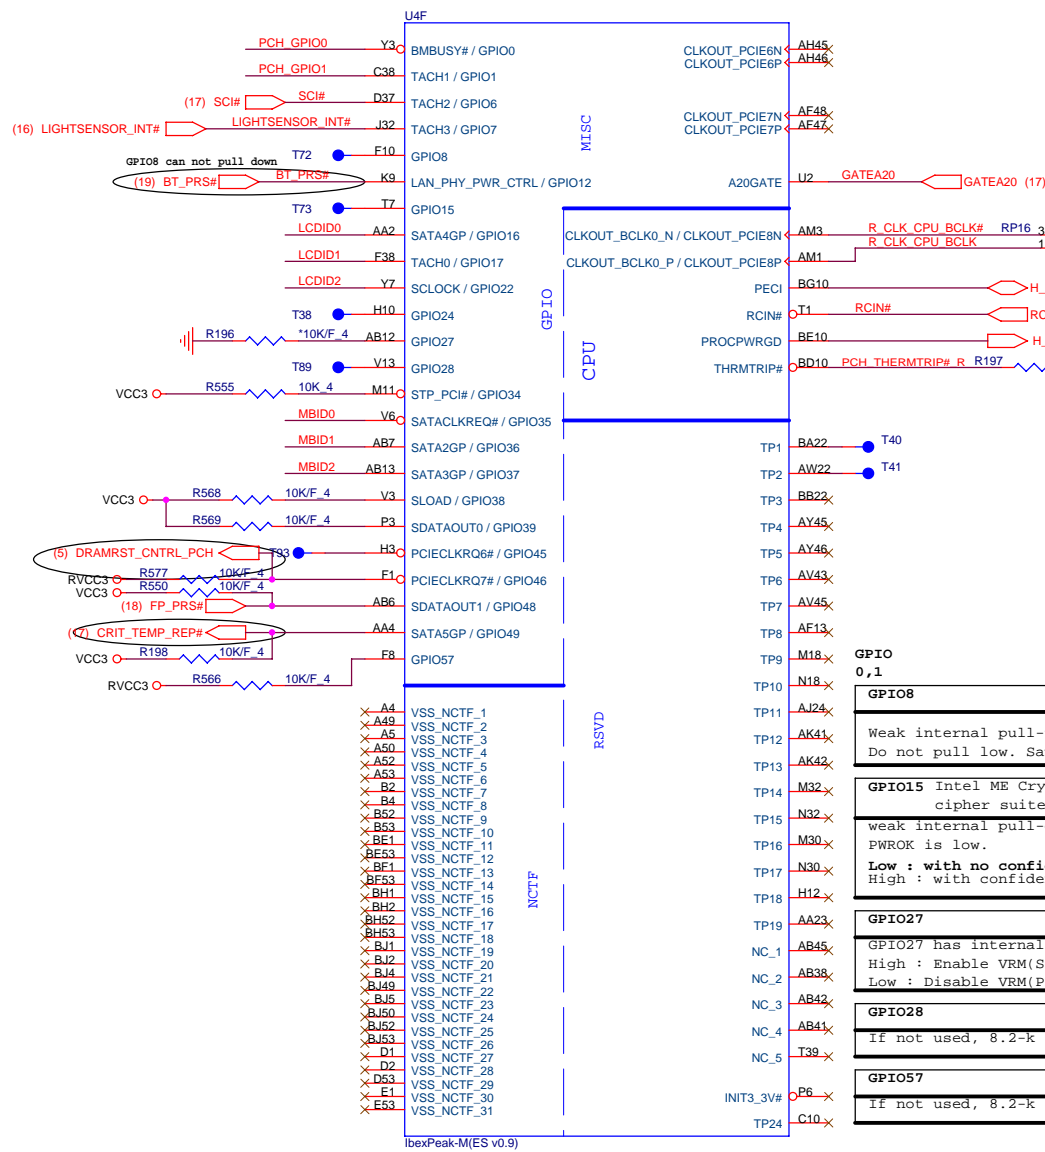 U4F
PCH_GPIO0 Y3 BMBUSY# / GPIO0
PCH_GPIO1 C38 TACH1 / GPIO1
(17) SCI# SCI# D37 TACH2 / GPIO6
(16) LIGHTSENSOR_INT# LIGHTSENSOR_INT# J32 TACH3 / GPIO7
T72 F10 GPIO8
GPIO8 can not pull down
(19) BT_PRS# BT_PRS# K9 LAN_PHY_PWR_CTRL / GPIO12
T73 T7 GPIO15
LCDID0 AA2 SATA4GP / GPIO16
LCDID1 F38 TACH0 / GPIO17
LCDID2 Y7 SCLOCK / GPIO22
T38 H10 GPIO24
R196 *10K/F_4 AB12 GPIO27
T89 V13 GPIO28
VCC3 R555 10K_4 M11 STP_PCI# / GPIO34
MBID0 V6 SATACLKREQ# / GPIO35
MBID1 AB7 SATA2GP / GPIO36
MBID2 AB13 SATA3GP / GPIO37
VCC3 R568 10K/F_4 V3 SLOAD / GPIO38
R569 10K/F_4 P3 SDATAOUT0 / GPIO39
(5) DRAMRST_CNTRL_PCH T93 H3 PCIECLKRQ6# / GPIO45
RVCC3 R577 10K/F_4 F1 PCIECLKRQ7# / GPIO46
VCC3 R550 10K/F_4
(18) FP_PRS# AB6 SDATAOUT1 / GPIO48
(17) CRIT_TEMP_REP# AA4 SATA5GP / GPIO49
VCC3 R198 10K/F_4 F8 GPIO57
RVCC3 R566 10K/F_4
A4 VSS_NCTF_1
A49 VSS_NCTF_2
A5 VSS_NCTF_3
A50 VSS_NCTF_4
A52 VSS_NCTF_5
A53 VSS_NCTF_6
B2 VSS_NCTF_7
B4 VSS_NCTF_8
B52 VSS_NCTF_9
B53 VSS_NCTF_10
BE1 VSS_NCTF_11
BE53 VSS_NCTF_12
BF1 VSS_NCTF_13
BF53 VSS_NCTF_14
BH1 VSS_NCTF_15
BH2 VSS_NCTF_16
BH52 VSS_NCTF_17
BH53 VSS_NCTF_18
BJ1 VSS_NCTF_19
BJ2 VSS_NCTF_20
BJ4 VSS_NCTF_21
BJ49 VSS_NCTF_22
BJ5 VSS_NCTF_23
BJ50 VSS_NCTF_24
BJ52 VSS_NCTF_25
BJ53 VSS_NCTF_26
D1 VSS_NCTF_27
D2 VSS_NCTF_28
D53 VSS_NCTF_29
E1 VSS_NCTF_30
E53 VSS_NCTF_31
IbexPeak-M(ES v0.9)
MISC
GPIO
CPU
RSVD
NCTF
CLKOUT_PCIE6N AH45
CLKOUT_PCIE6P AH46
CLKOUT_PCIE7N AF48
CLKOUT_PCIE7P AF47
A20GATE U2 GATEA20 GATEA20 (17)
CLKOUT_BCLK0_N / CLKOUT_PCIE8N AM3 R_CLK_CPU_BCLK# RP16 3
R_CLK_CPU_BCLK 1
CLKOUT_BCLK0_P / CLKOUT_PCIE8P AM1
PECI BG10 H_
RCIN# T1 RCIN# RC
PROCPWRGD BE10 H_
THRMTRIP# BD10 PCH_THERMTRIP#_R R197
TP1 BA22 T40
TP2 AW22 T41
TP3 BB22
TP4 AY45
TP5 AY46
TP6 AV43
TP7 AV45
TP8 AF13
TP9 M18
TP10 N18
TP11 AJ24
TP12 AK41
TP13 AK42
TP14 M32
TP15 N32
TP16 M30
TP17 N30
TP18 H12
TP19 AA23
NC_1 AB45
NC_2 AB38
NC_3 AB42
NC_4 AB41
NC_5 T39
INIT3_3V# P6
TP24 C10
GPIO
0,1
GPIO8
Weak internal pull-
Do not pull low. Sa
GPIO15 Intel ME Cry
cipher suite
weak internal pull-
PWROK is low.
Low : with no confi
High : with confide
GPIO27
GPIO27 has internal
High : Enable VRM(S
Low : Disable VRM(P
GPIO28
If not used, 8.2-k
GPIO57
If not used, 8.2-k